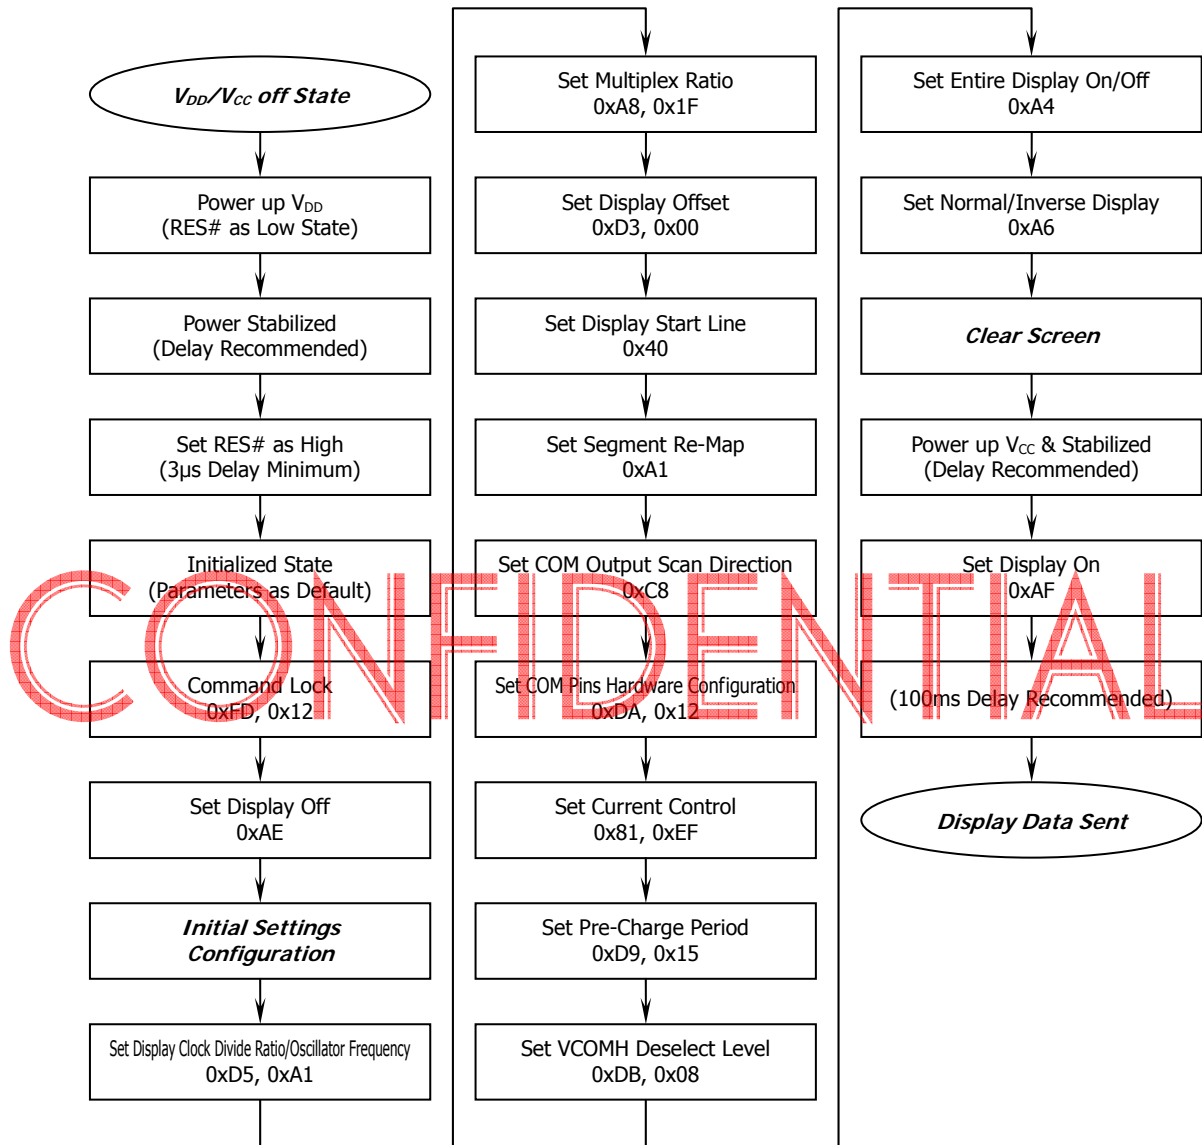 V_DD/V_CC off State
Power up V_DD
(RES# as Low State)
Power Stabilized
(Delay Recommended)
Set RES# as High
(3µs Delay Minimum)
Initialized State
(Parameters as Default)
Command Lock
0xFD, 0x12
Set Display Off
0xAE
Initial Settings
Configuration
Set Display Clock Divide Ratio/Oscillator Frequency
0xD5, 0xA1
Set Multiplex Ratio
0xA8, 0x1F
Set Display Offset
0xD3, 0x00
Set Display Start Line
0x40
Set Segment Re-Map
0xA1
Set COM Output Scan Direction
0xC8
Set COM Pins Hardware Configuration
0xDA, 0x12
Set Current Control
0x81, 0xEF
Set Pre-Charge Period
0xD9, 0x15
Set VCOMH Deselect Level
0xDB, 0x08
Set Entire Display On/Off
0xA4
Set Normal/Inverse Display
0xA6
Clear Screen
Power up V_CC & Stabilized
(Delay Recommended)
Set Display On
0xAF
(100ms Delay Recommended)
Display Data Sent
CONFIDENTIAL